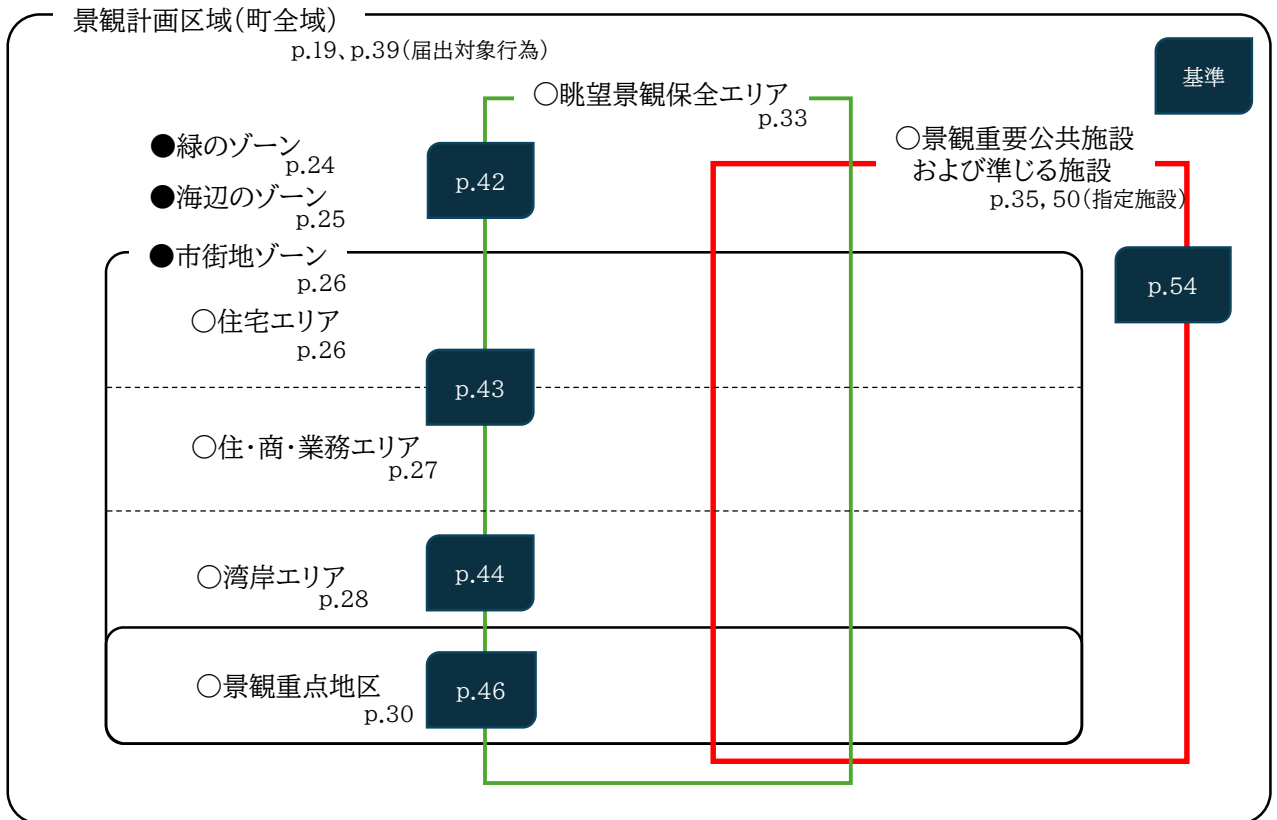 景観計画区域(町全域)
p.19、p.39(届出対象行為)
基準
○眺望景観保全エリア
p.33
○景観重要公共施設
および準じる施設
p.35, 50(指定施設)
●緑のゾーン
p.24
p.42
●海辺のゾーン
p.25
●市街地ゾーン
p.26
p.54
○住宅エリア
p.26
p.43
○住・商・業務エリア
p.27
○湾岸エリア
p.28
p.44
○景観重点地区
p.30
p.46